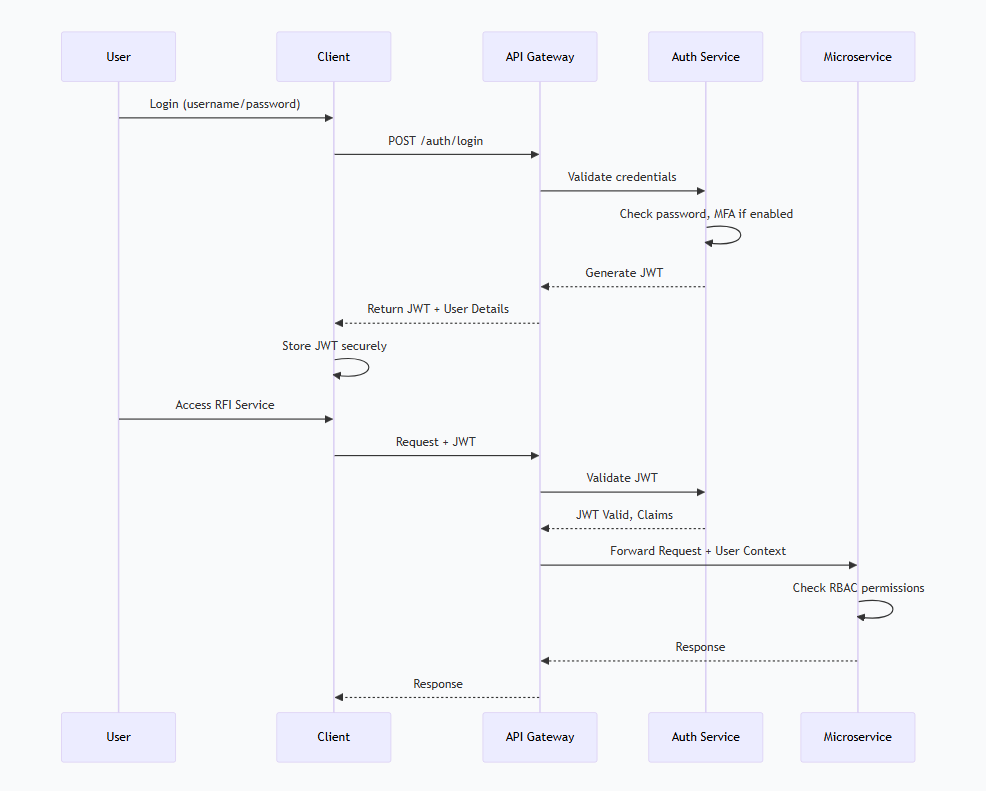 User
Client
API Gateway
Auth Service
Microservice
Login (username/password)
POST /auth/login
Validate credentials
Check password, MFA if enabled
Generate JWT
Return JWT + User Details
Store JWT securely
Access RFI Service
Request + JWT
Validate JWT
JWT Valid, Claims
Forward Request + User Context
Check RBAC permissions
Response
Response
User
Client
API Gateway
Auth Service
Microservice